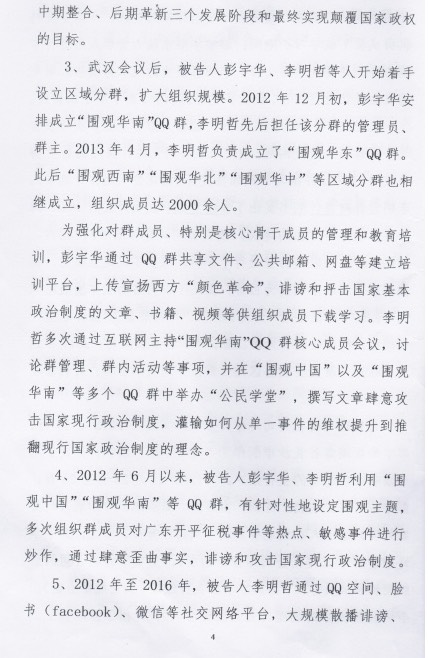 中期整合、后期革新三个发展阶段和最终实现颠覆国家政权
的目标。
3、武汉会议后，被告人彭宇华、李明哲等人开始着手
设立区域分群，扩大组织规模。2012 年 12 月初，彭宇华安
排成立“围观华南”QQ 群，李明哲先后担任该分群的管理员、
群主。2013 年 4 月，李明哲负责成立了“围观华东”QQ 群。
此后“围观西南”“围观华北”“围观华中”等区域分群也相
继成立，组织成员达 2000 余人。
为强化对群成员、特别是核心骨干成员的管理和教育培
训，彭宇华通过 QQ 群共享文件、公共邮箱、网盘等建立培
训平台，上传宣扬西方“颜色革命”、诽谤和抨击国家基本
政治制度的文章、书籍、视频等供组织成员下载学习。李明
哲多次通过互联网主持“围观华南”QQ 群核心成员会议，讨
论群管理、群内活动等事项，并在“围观中国”以及“围观
华南”等多个 QQ 群中举办“公民学堂”，撰写文章肆意攻
击国家现行政治制度，灌输如何从单一事件的维权提升到推
翻现行国家政治制度的理念。
4、2012 年 6 月以来，被告人彭宇华、李明哲利用“围
观中国”“围观华南”等 QQ 群，有针对性地设定围观主题，
多次组织群成员对广东开平征税事件等热点、敏感事件进行
炒作，通过肆意歪曲事实，诽谤和攻击国家现行政治制度。
5、2012 年至 2016 年，被告人李明哲通过 QQ 空间、脸
书（facebook）、微信等社交网络平台，大规模散播诽谤、
4